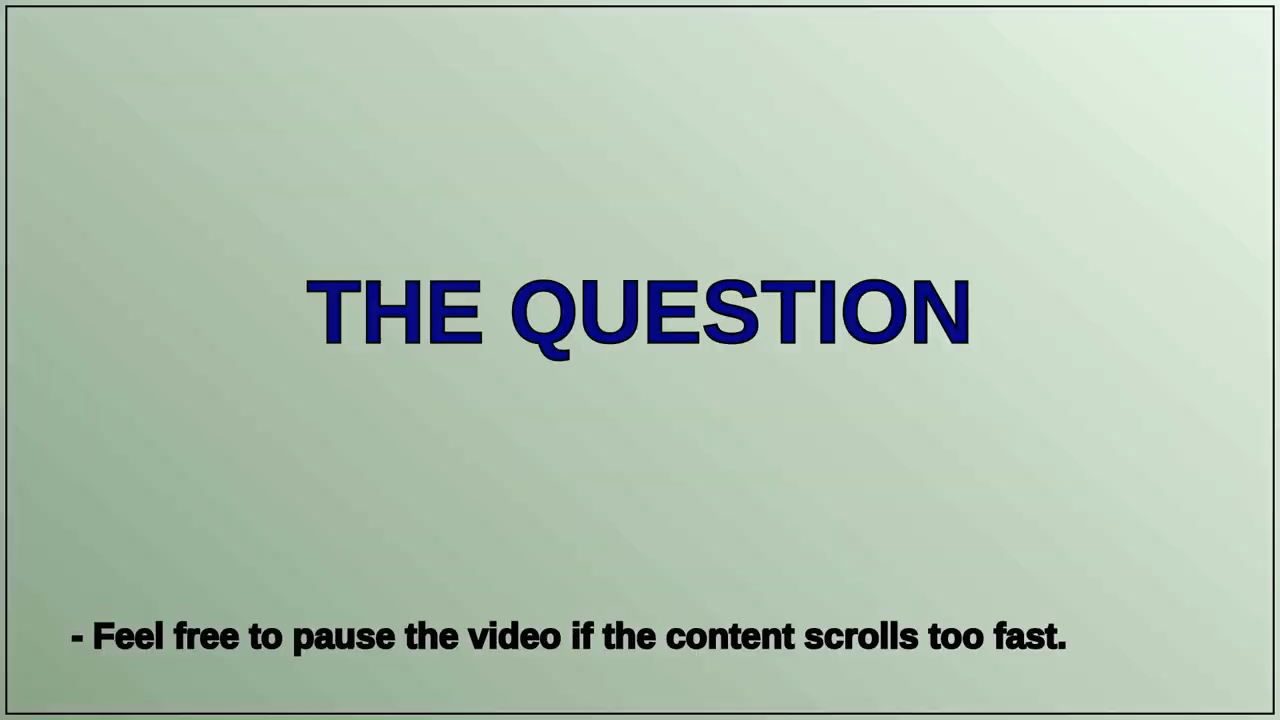 THE QUESTION
- Feel free to pause the video if the content scrolls too fast.